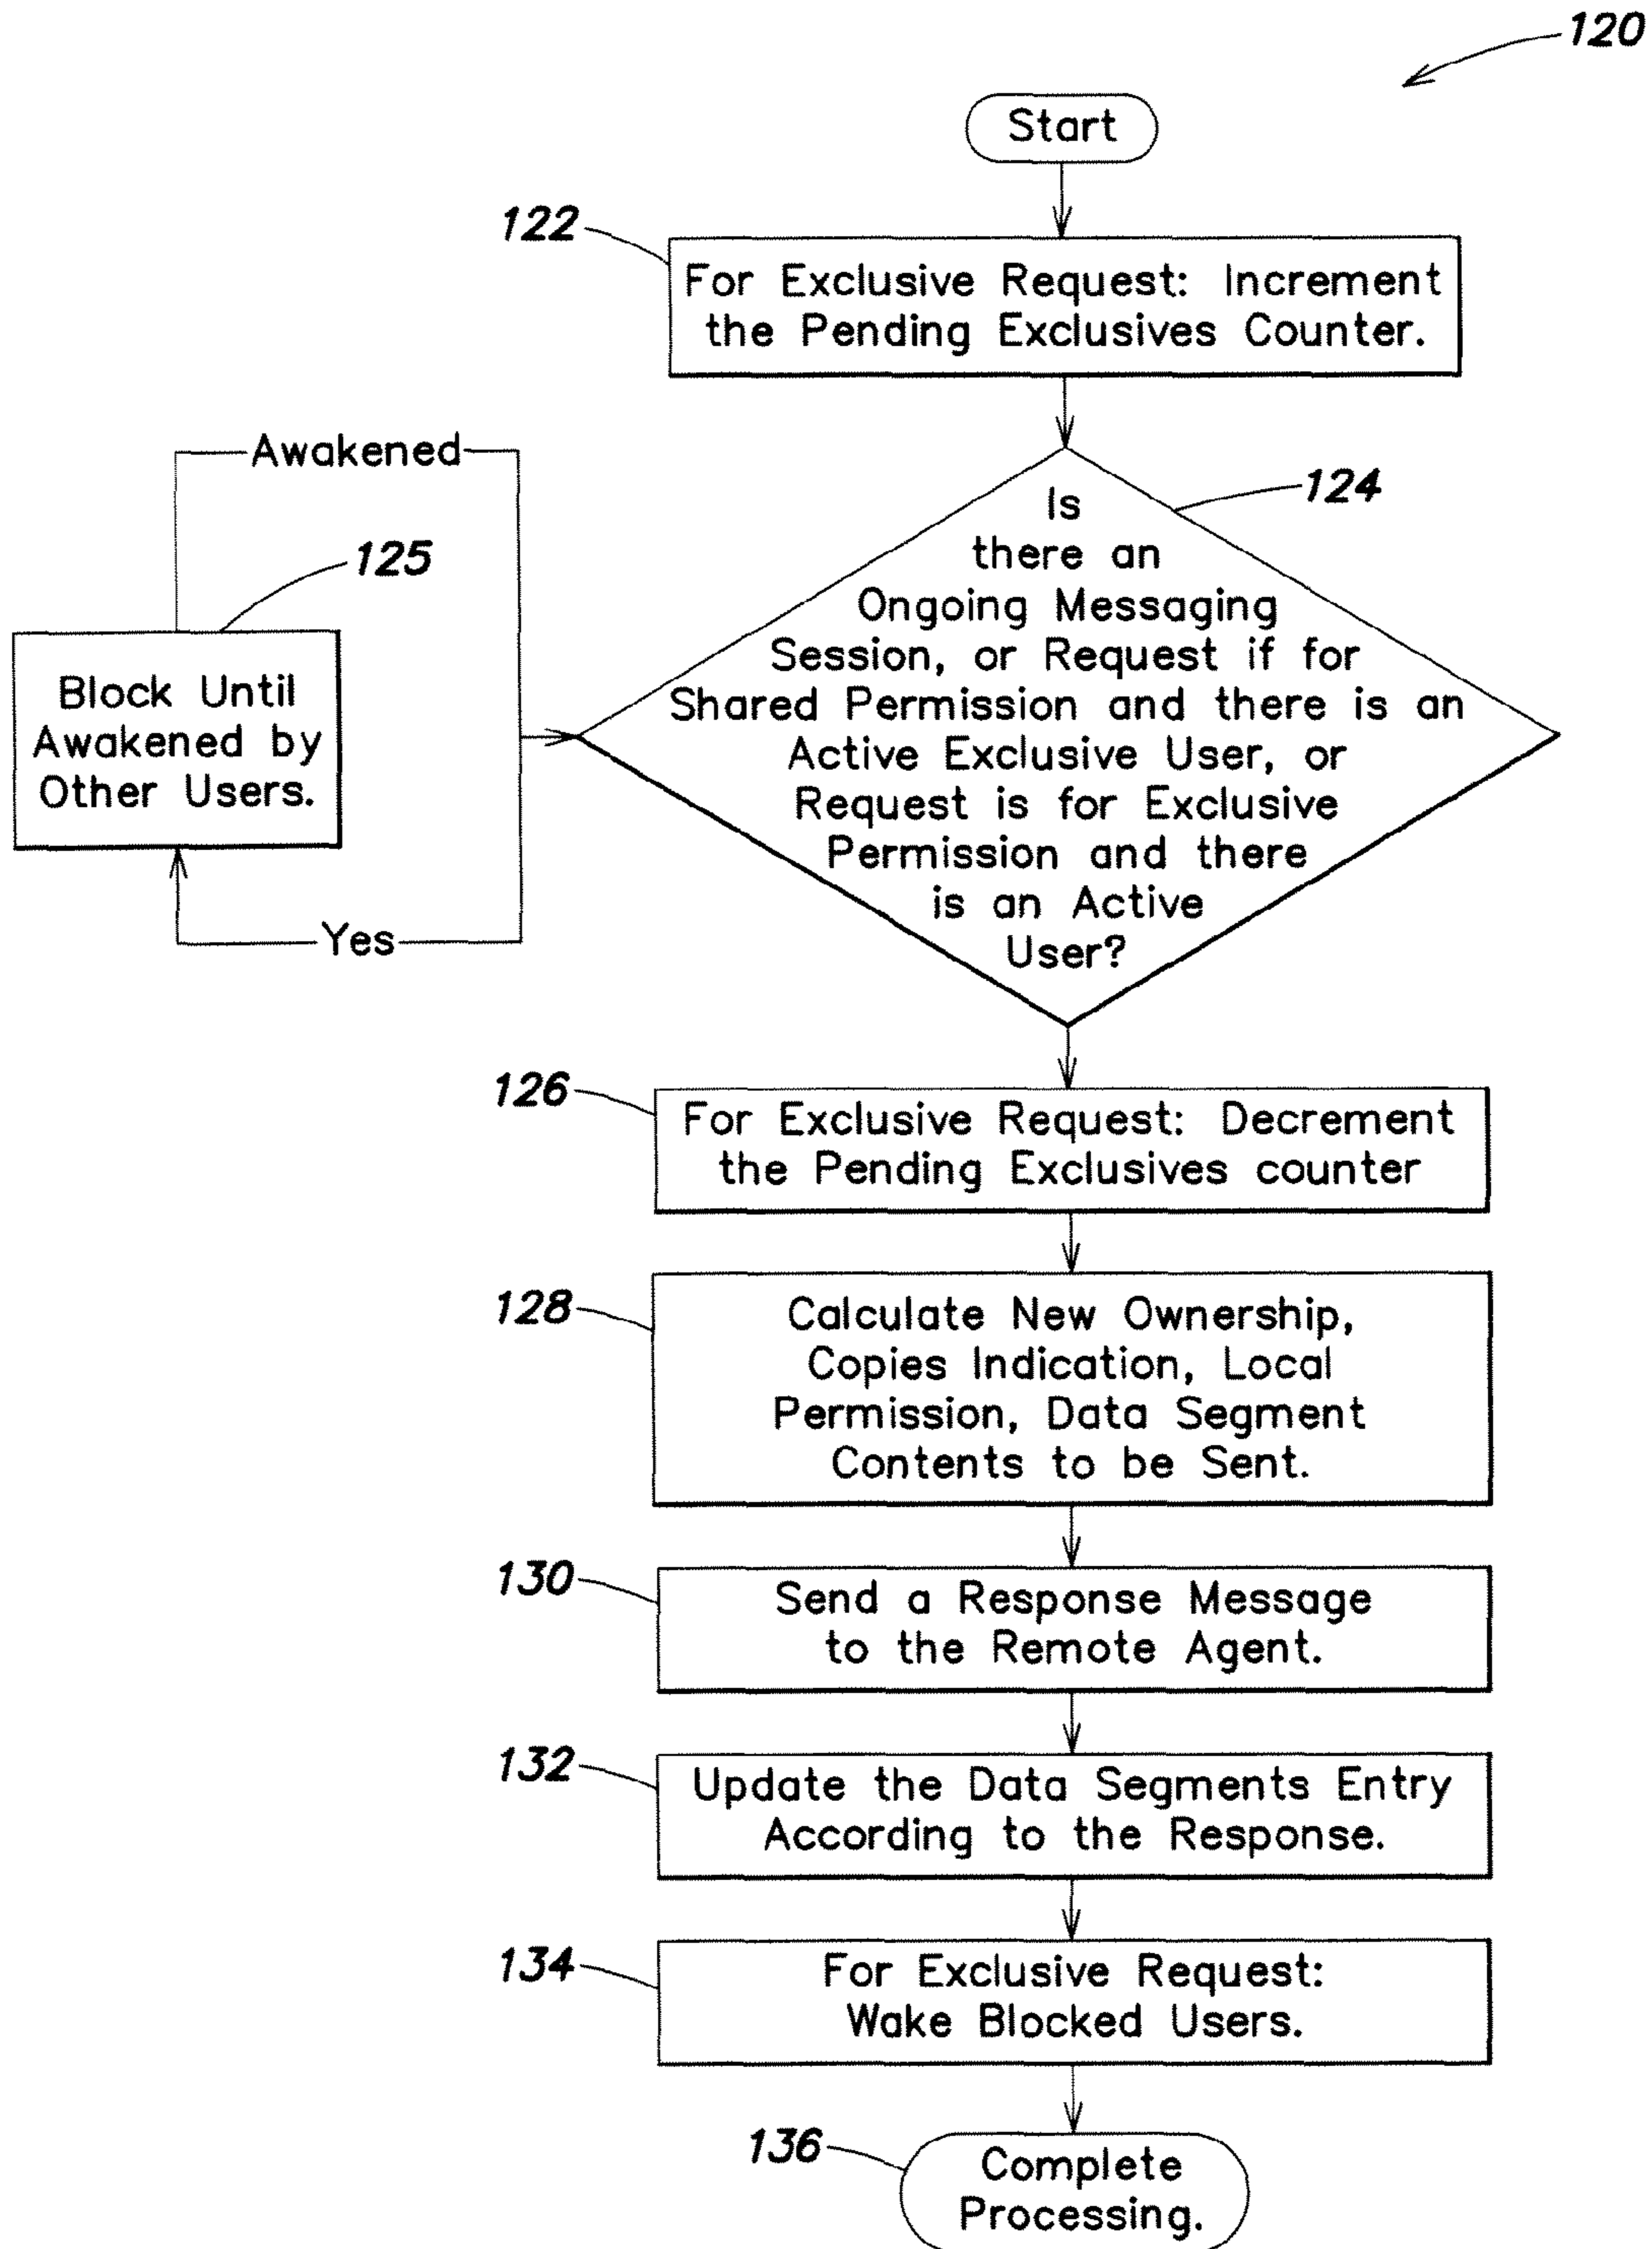 120
Start
122
For Exclusive Request: Increment
the Pending Exclusives Counter.
Awakened
124
Is
there an
Ongoing Messaging
Session, or Request if for
Shared Permission and there is an
Active Exclusive User, or
Request is for Exclusive
Permission and there
is an Active
User?
125
Block Until
Awakened by
Other Users.
Yes
126
For Exclusive Request: Decrement
the Pending Exclusives counter
128
Calculate New Ownership,
Copies Indication, Local
Permission, Data Segment
Contents to be Sent.
130
Send a Response Message
to the Remote Agent.
132
Update the Data Segments Entry
According to the Response.
134
For Exclusive Request:
Wake Blocked Users.
136
Complete
Processing.